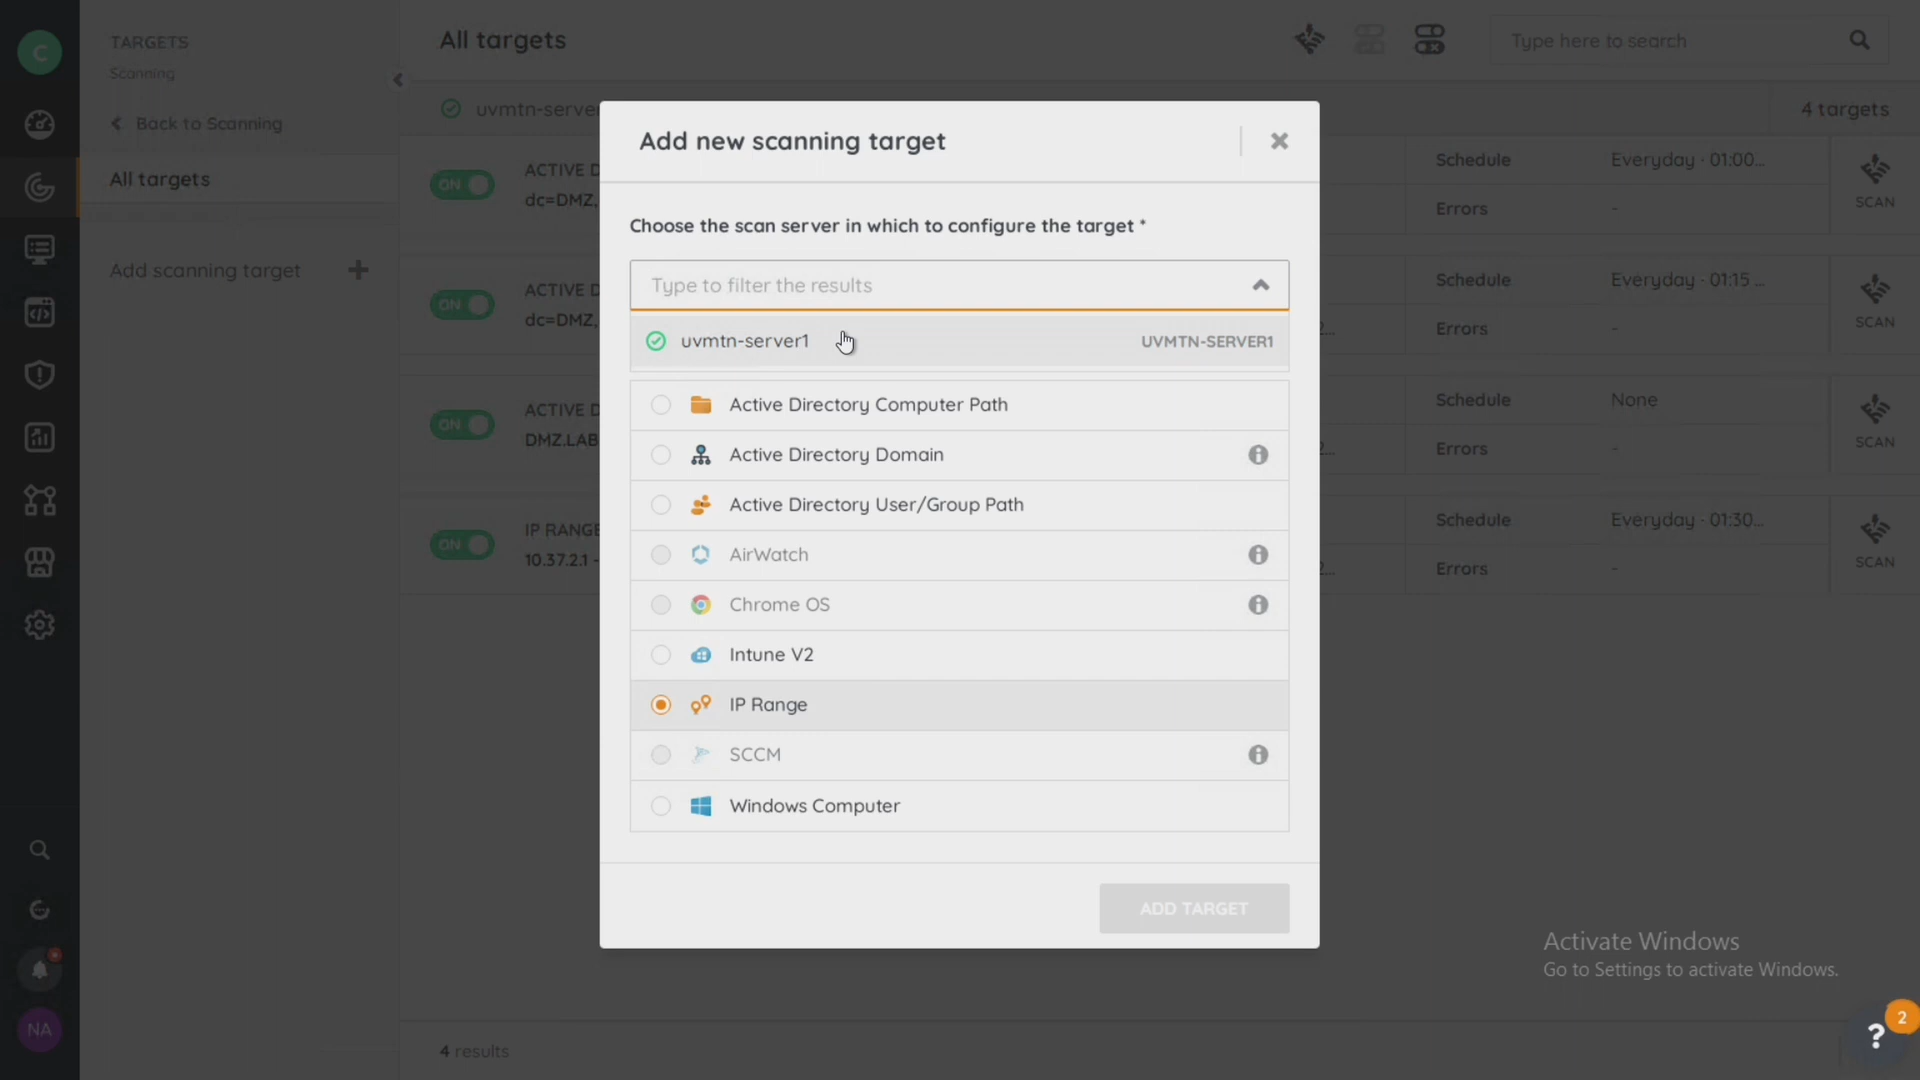 C
TARGETS
Scanning
Back to Scanning
All targets
Add scanning target
All targets
Type here to search
uvmtn-server
4 targets
ON
ACTIVE D
dc=DMZ,
Schedule
Everyday · 01:00...
Errors
-
SCAN
ON
ACTIVE D
dc=DMZ,
Schedule
Everyday · 01:15 ...
2...
Errors
-
SCAN
ON
ACTIVE D
DMZ.LAB
Schedule
None
2...
Errors
-
SCAN
ON
IP RANGE
10.37.2.1 -
Schedule
Everyday · 01:30...
2...
Errors
-
SCAN
Add new scanning target
Choose the scan server in which to configure the target *
Type to filter the results
uvmtn-server1
UVMTN-SERVER1
Active Directory Computer Path
Active Directory Domain
Active Directory User/Group Path
AirWatch
Chrome OS
Intune V2
IP Range
SCCM
Windows Computer
ADD TARGET
Activate Windows
Go to Settings to activate Windows.
NA
4 results
?
2